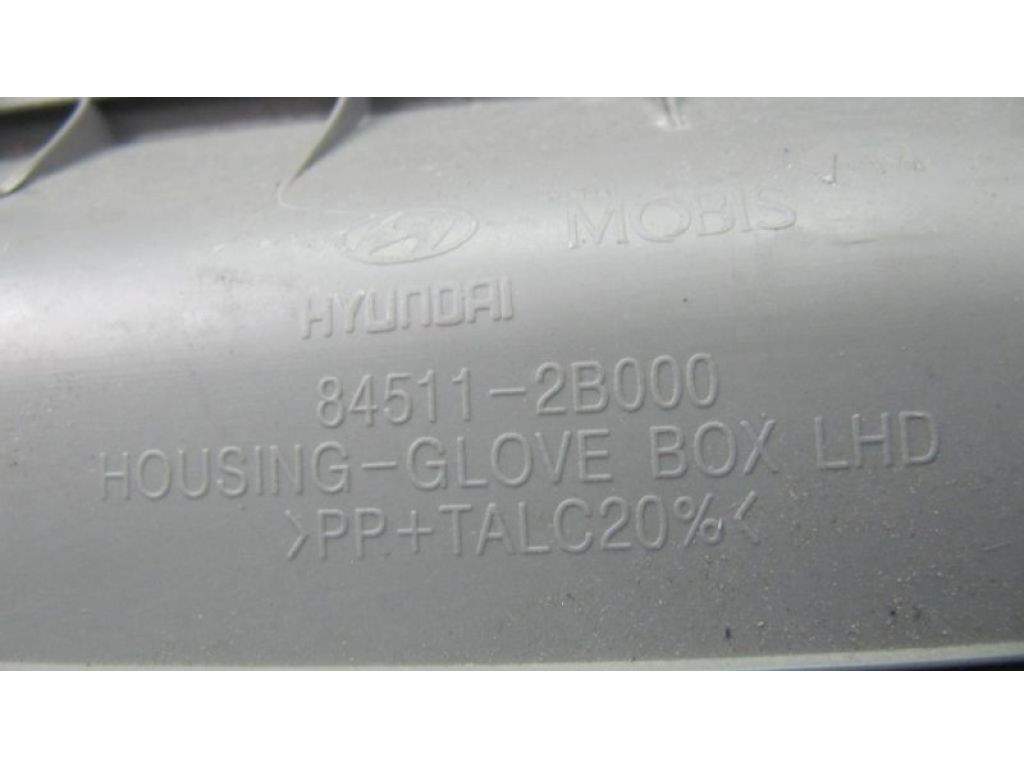 MOBIS
HYUNDAI
84511-2B000
HOUSING-GLOVE BOX LHD
>PP+TALC20%<